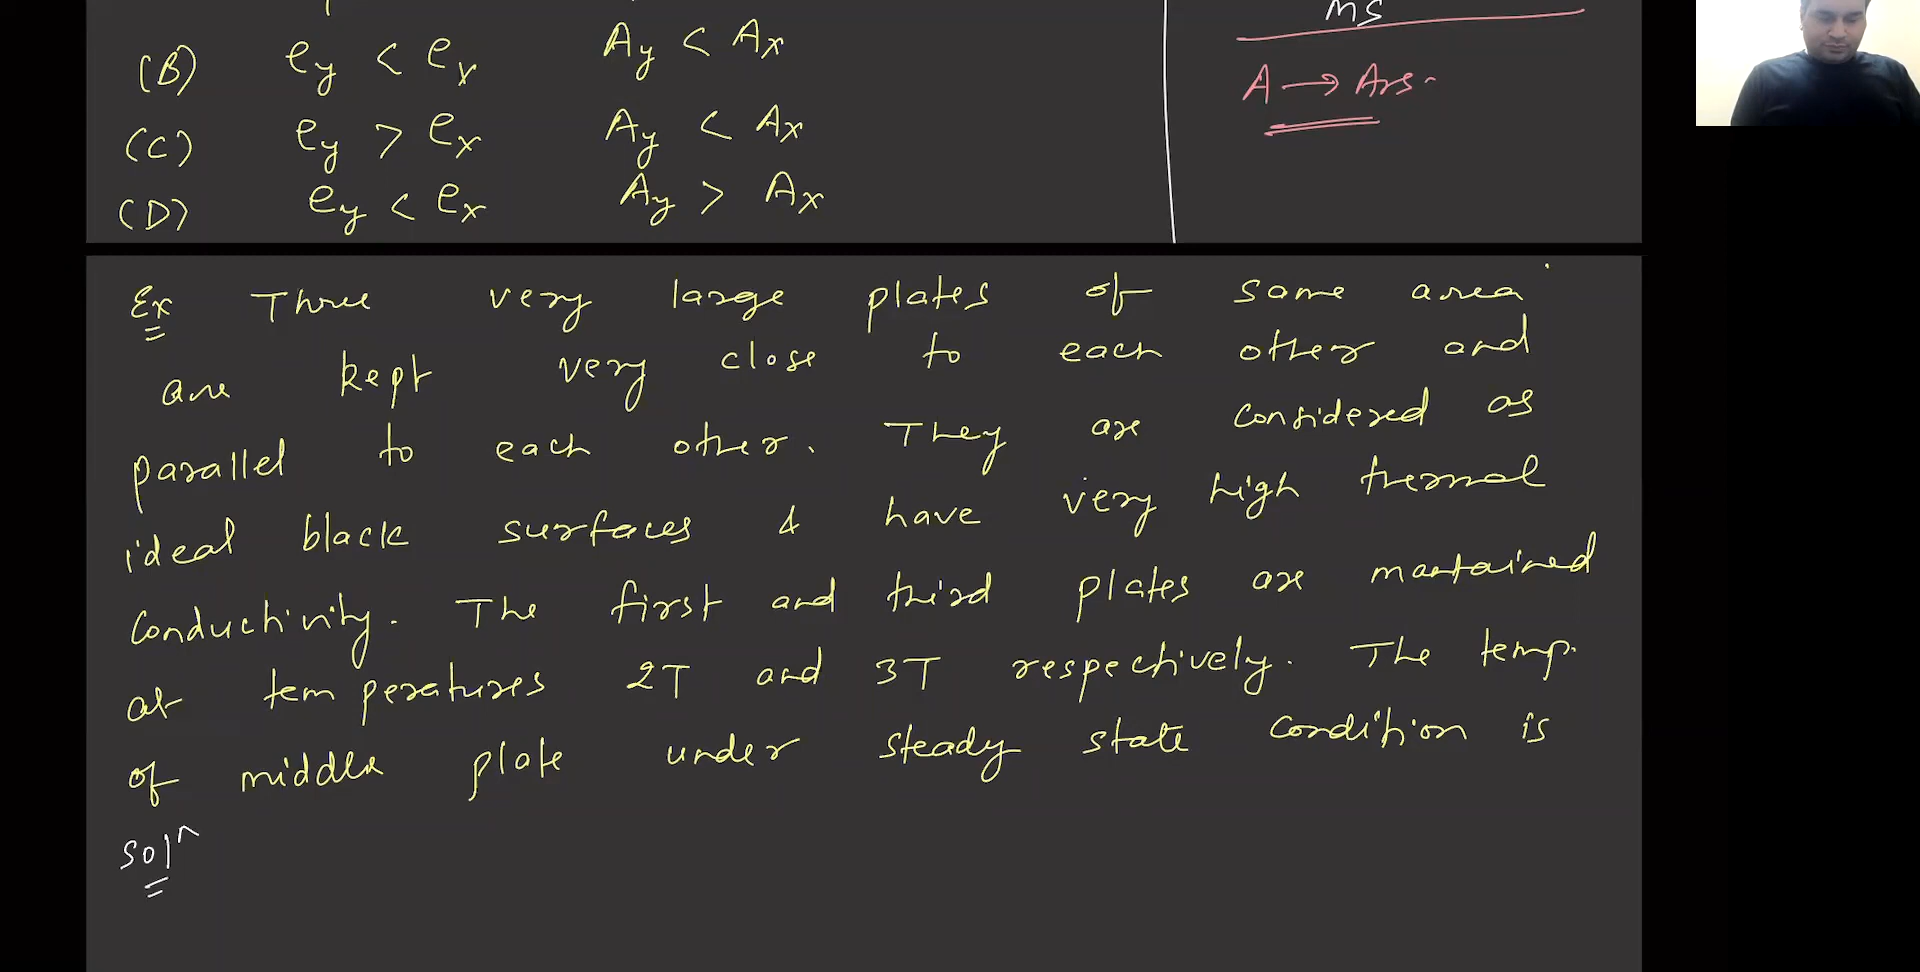 MS
(B) ey < ex Ay < Ax
A → Ans.
(C) ey > ex Ay < Ax
(D) ey < ex Ay > Ax
Ex Three very large plates of same area
are kept very close to each other and
parallel to each other. They are considered as
ideal black surfaces & have very high thermal
conductivity. The first and third plates are maintained
at temperatures 2T and 3T respectively. The temp.
of middle plate under steady state condition is
Solⁿ